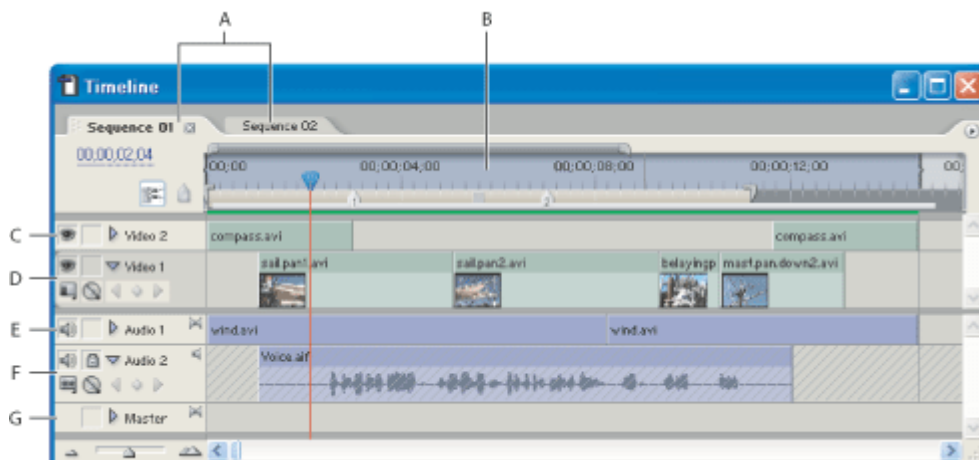 A
B
Timeline
Sequence 01
Sequence 02
00;00;02;04
00;00
00;00;04;00
00;00;08;00
00;00;12;00
00;
1
2
C
Video 2
compass.avi
compass.avi
D
Video 1
sail.pan1.avi
sail.pan2.avi
belayingp
mast.pan.down2.avi
E
Audio 1
wind.avi
wind.avi
F
Audio 2
Voice.aif
G
Master